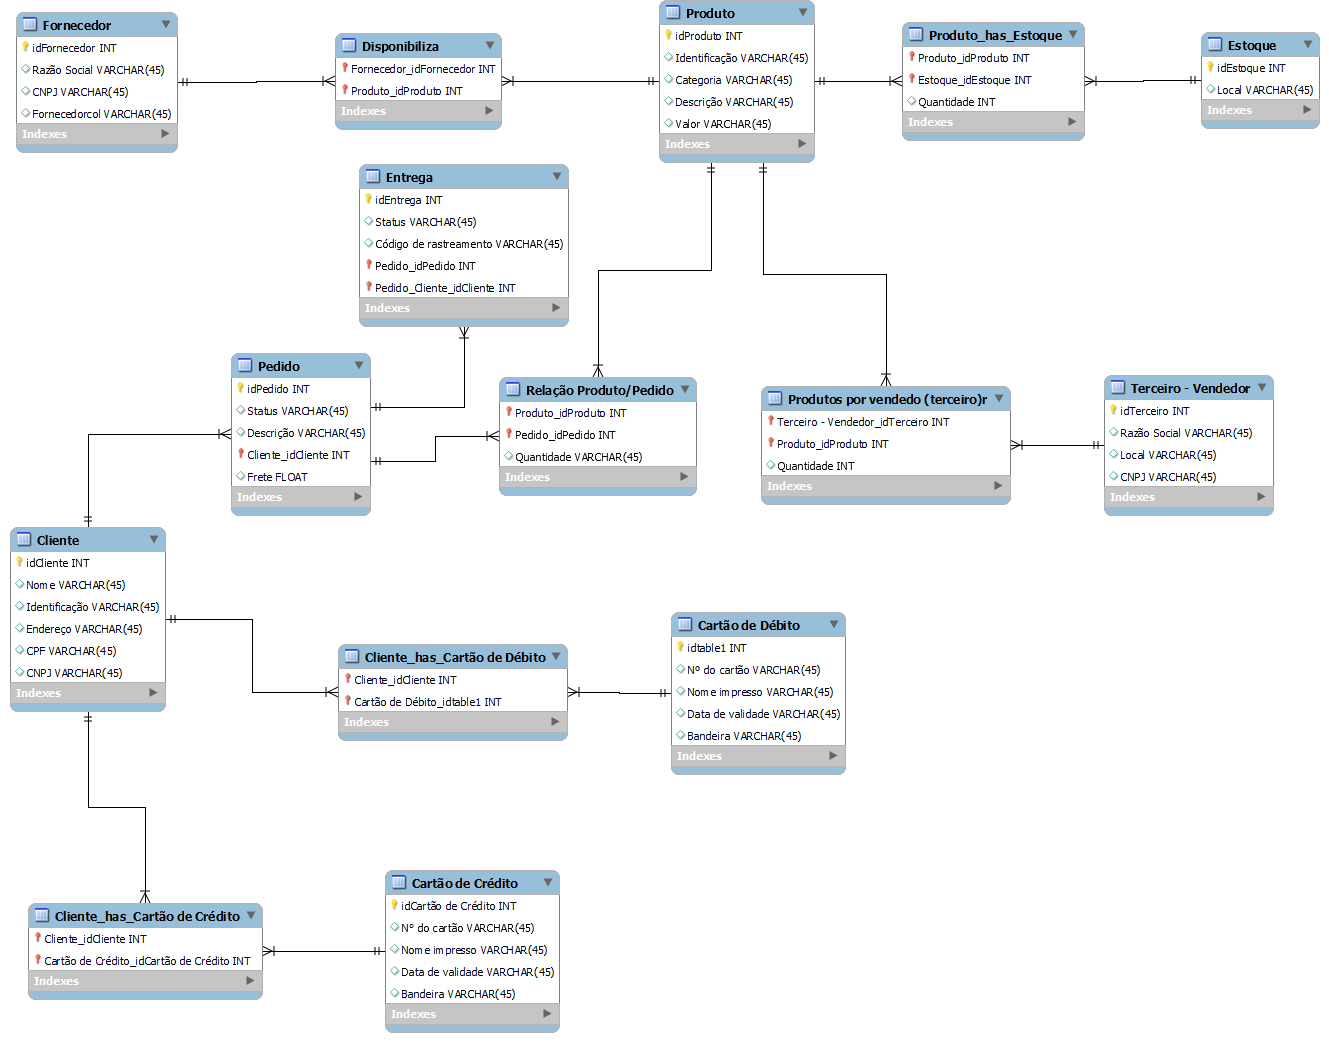 Fornecedor
idFornecedor INT
Razão Social VARCHAR(45)
CNPJ VARCHAR(45)
Fornecedorcol VARCHAR(45)
Indexes
Disponibiliza
Fornecedor_idFornecedor INT
Produto_idProduto INT
Indexes
Produto
idProduto INT
Identificação VARCHAR(45)
Categoria VARCHAR(45)
Descrição VARCHAR(45)
Valor VARCHAR(45)
Indexes
Produto_has_Estoque
Produto_idProduto INT
Estoque_idEstoque INT
Quantidade INT
Indexes
Estoque
idEstoque INT
Local VARCHAR(45)
Indexes
Entrega
idEntrega INT
Status VARCHAR(45)
Código de rastreamento VARCHAR(45)
Pedido_idPedido INT
Pedido_Cliente_idCliente INT
Indexes
Pedido
idPedido INT
Status VARCHAR(45)
Descrição VARCHAR(45)
Cliente_idCliente INT
Frete FLOAT
Indexes
Relação Produto/Pedido
Produto_idProduto INT
Pedido_idPedido INT
Quantidade VARCHAR(45)
Indexes
Produtos por vendedo (terceiro)r
Terceiro - Vendedor_idTerceiro INT
Produto_idProduto INT
Quantidade INT
Indexes
Terceiro - Vendedor
idTerceiro INT
Razão Social VARCHAR(45)
Local VARCHAR(45)
CNPJ VARCHAR(45)
Indexes
Cliente
idCliente INT
Nome VARCHAR(45)
Identificação VARCHAR(45)
Endereço VARCHAR(45)
CPF VARCHAR(45)
CNPJ VARCHAR(45)
Indexes
Cliente_has_Cartão de Débito
Cliente_idCliente INT
Cartão de Débito_idtable1 INT
Indexes
Cartão de Débito
idtable1 INT
Nº do cartão VARCHAR(45)
Nome impresso VARCHAR(45)
Data de validade VARCHAR(45)
Bandeira VARCHAR(45)
Indexes
Cliente_has_Cartão de Crédito
Cliente_idCliente INT
Cartão de Crédito_idCartão de Crédito INT
Indexes
Cartão de Crédito
idCartão de Crédito INT
N° do cartão VARCHAR(45)
Nome impresso VARCHAR(45)
Data de validade VARCHAR(45)
Bandeira VARCHAR(45)
Indexes